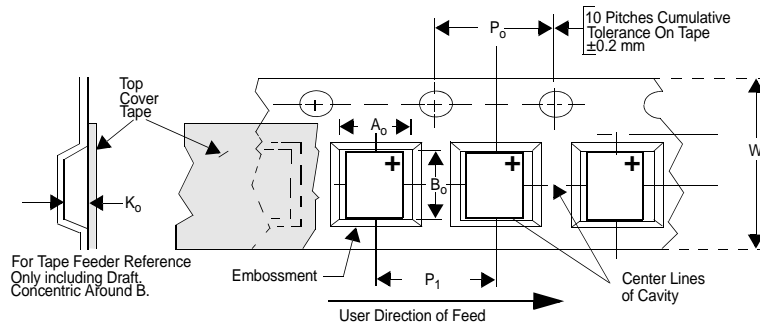 10 Pitches Cumulative
Tolerance On Tape
±0.2 mm
Po
Top
Cover
Tape
Ao
W
+
+
+
Bo
Ko
For Tape Feeder Reference
Only including Draft.
Concentric Around B.
Embossment
P1
Center Lines
of Cavity
User Direction of Feed